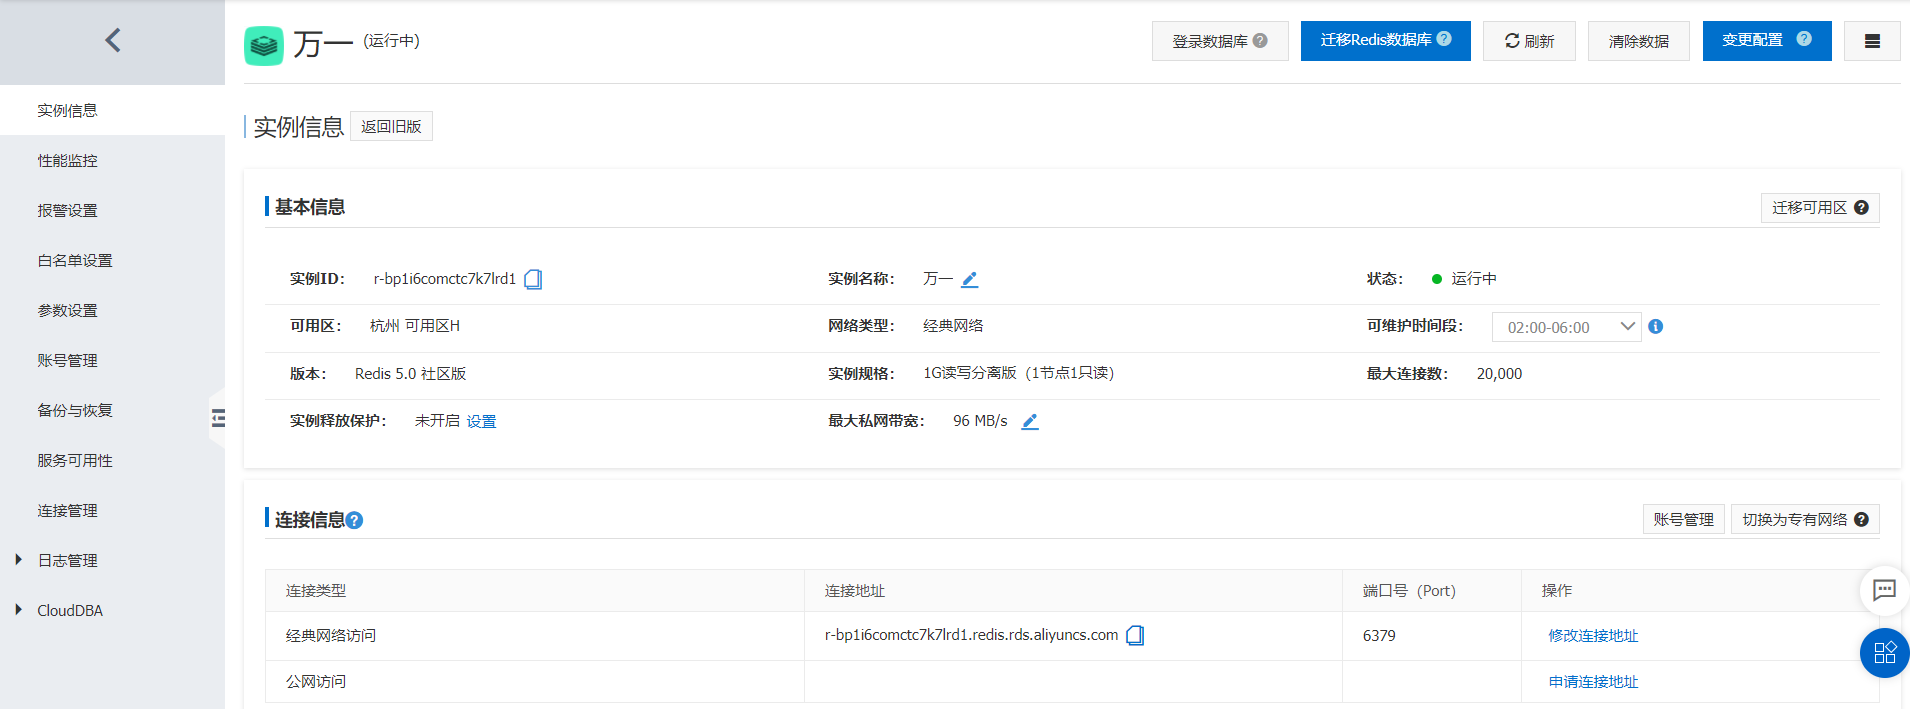 万一 (运行中)
登录数据库
迁移Redis数据库
刷新
清除数据
变更配置
实例信息
性能监控
报警设置
白名单设置
参数设置
账号管理
备份与恢复
服务可用性
连接管理
日志管理
CloudDBA
实例信息
返回旧版
基本信息
迁移可用区
实例ID： r-bp1i6comctc7k7lrd1
实例名称： 万一
状态： 运行中
可用区： 杭州 可用区H
网络类型： 经典网络
可维护时间段： 02:00-06:00
版本： Redis 5.0 社区版
实例规格： 1G读写分离版（1节点1只读）
最大连接数： 20,000
实例释放保护： 未开启 设置
最大私网带宽： 96 MB/s
连接信息
账号管理
切换为专有网络
连接类型
连接地址
端口号（Port）
操作
经典网络访问
r-bp1i6comctc7k7lrd1.redis.rds.aliyuncs.com
6379
修改连接地址
公网访问
申请连接地址